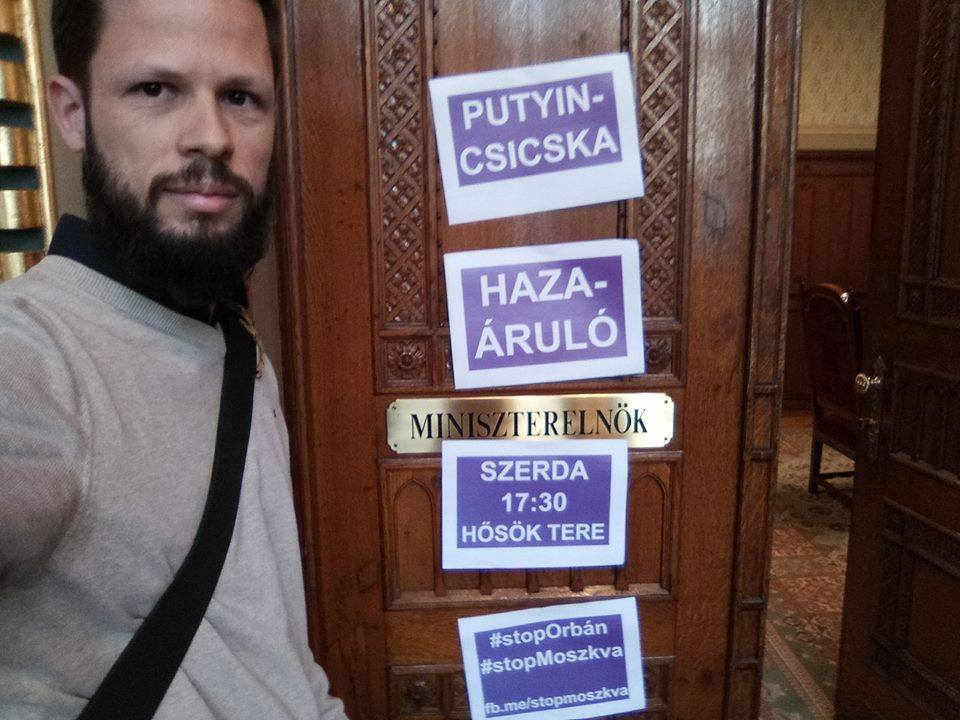 PUTYIN-
CSICSKA
HAZA-
ÁRULÓ
MINISZTERELNÖK
SZERDA
17:30
HŐSÖK TERE
#stopOrbán
#stopMoszkva
fb.me/stopmoszkva